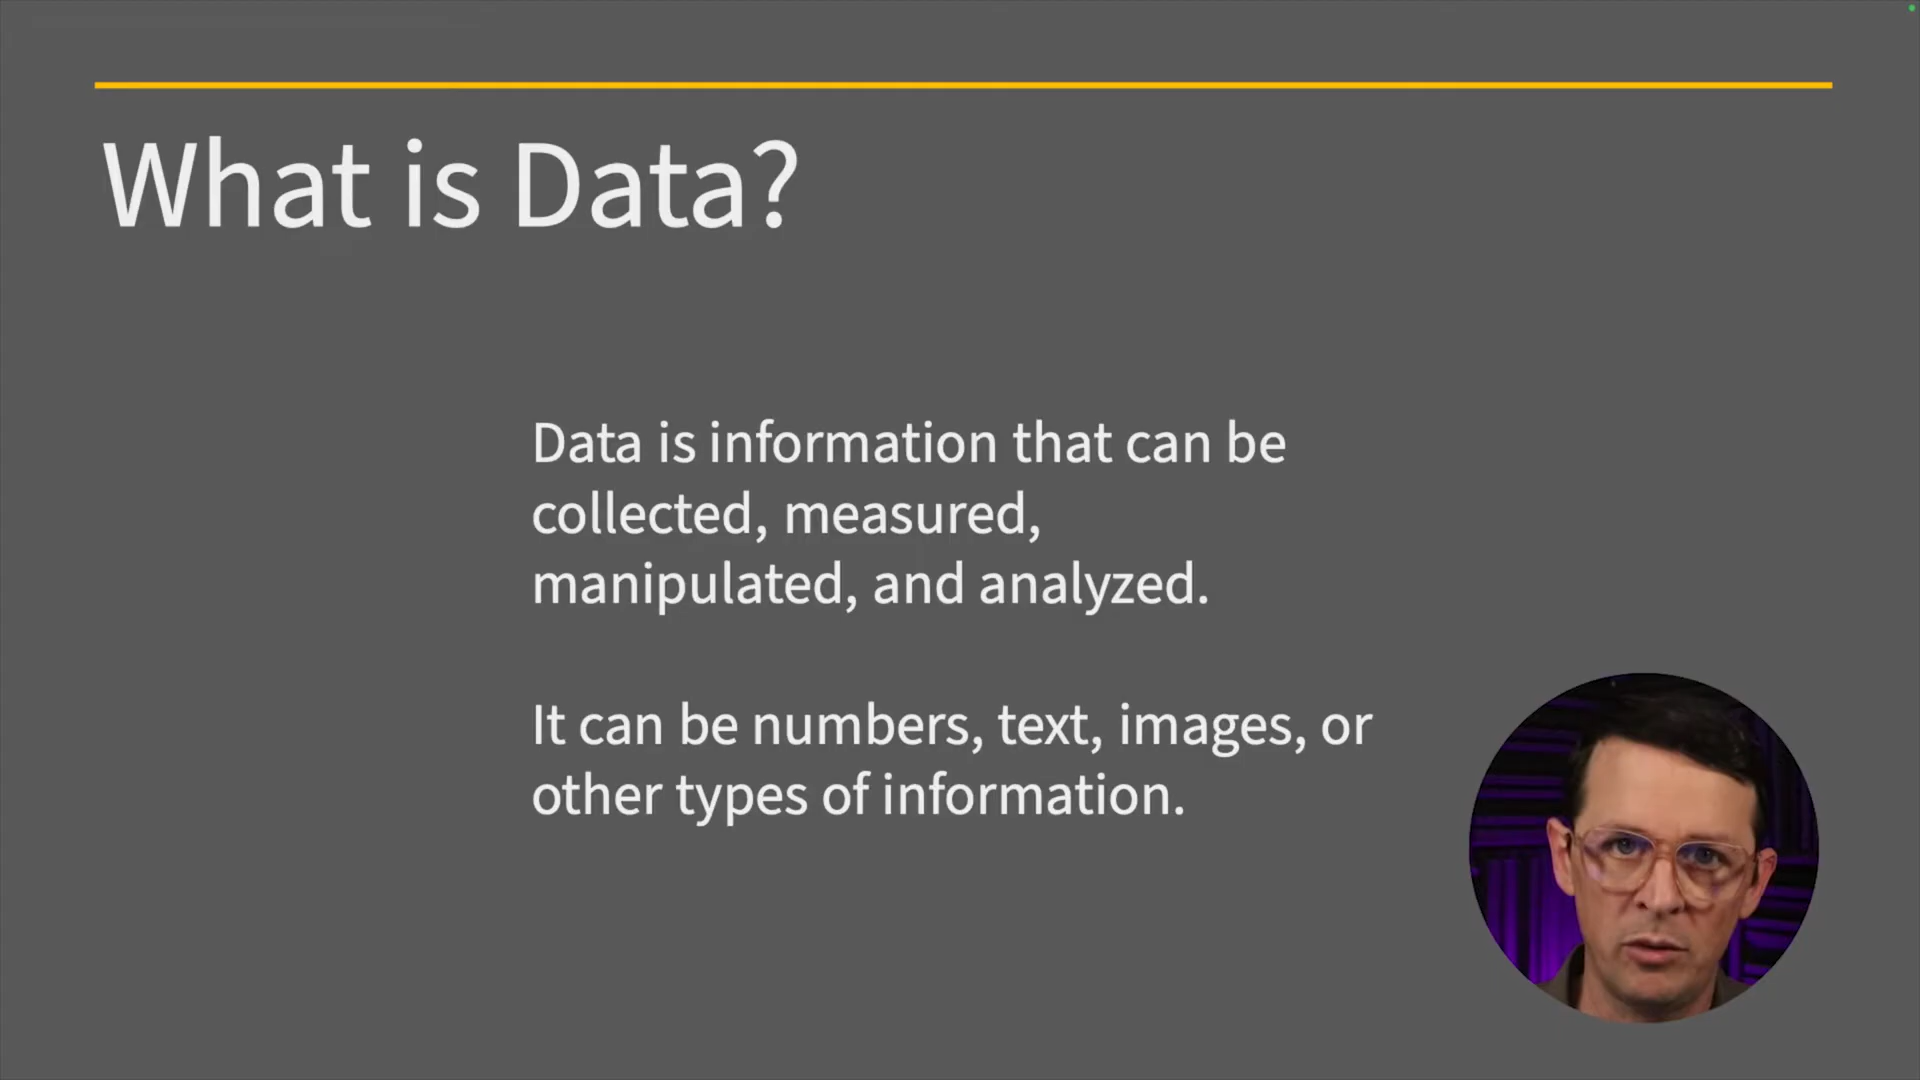 What is Data?
Data is information that can be
collected, measured,
manipulated, and analyzed.
It can be numbers, text, images, or
other types of information.